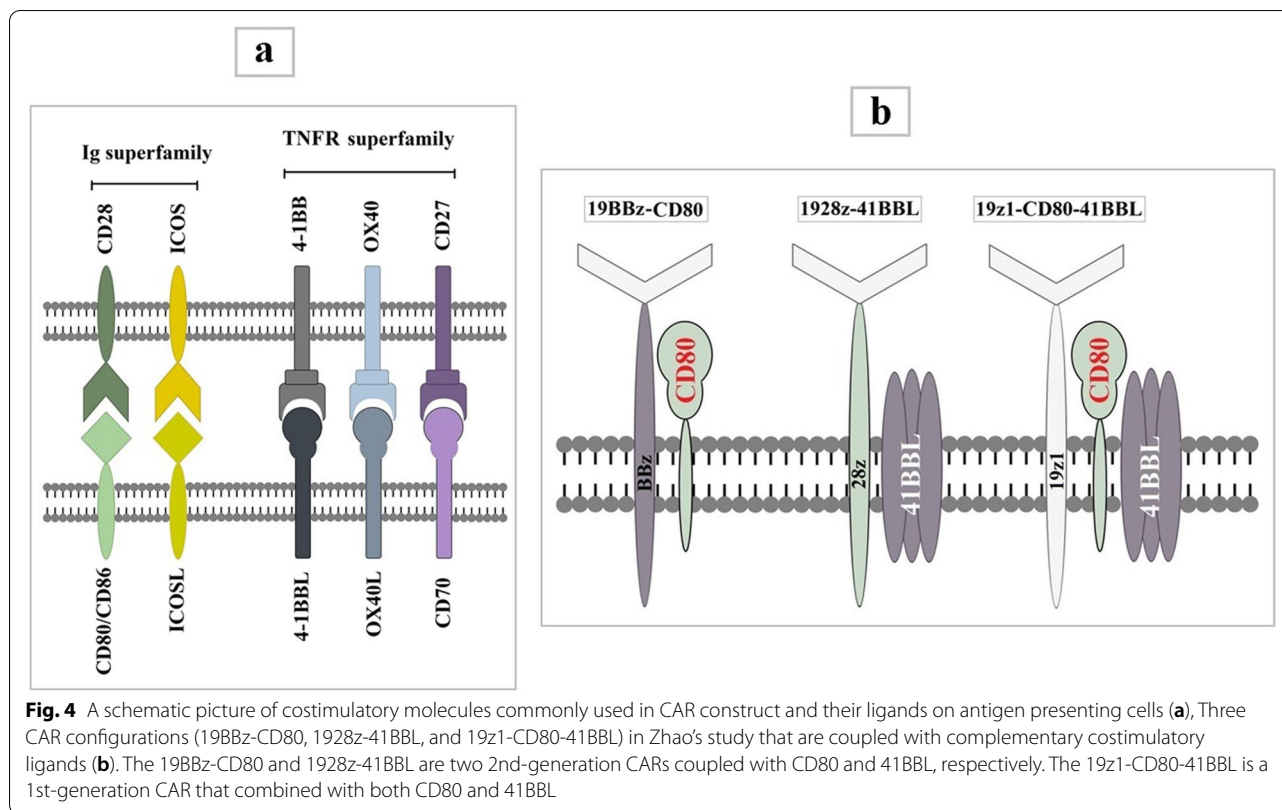 a
Ig superfamily
TNFR superfamily
CD28
ICOS
4-1BB
OX40
CD27
CD80/CD86
ICOSL
4-1BBL
OX40L
CD70
b
19BBz-CD80
1928z-41BBL
19z1-CD80-41BBL
BBz
CD80
28z
41BBL
19z1
CD80
41BBL
Fig. 4 A schematic picture of costimulatory molecules commonly used in CAR construct and their ligands on antigen presenting cells (a), Three
CAR configurations (19BBz-CD80, 1928z-41BBL, and 19z1-CD80-41BBL) in Zhao’s study that are coupled with complementary costimulatory
ligands (b). The 19BBz-CD80 and 1928z-41BBL are two 2nd-generation CARs coupled with CD80 and 41BBL, respectively. The 19z1-CD80-41BBL is a
1st-generation CAR that combined with both CD80 and 41BBL